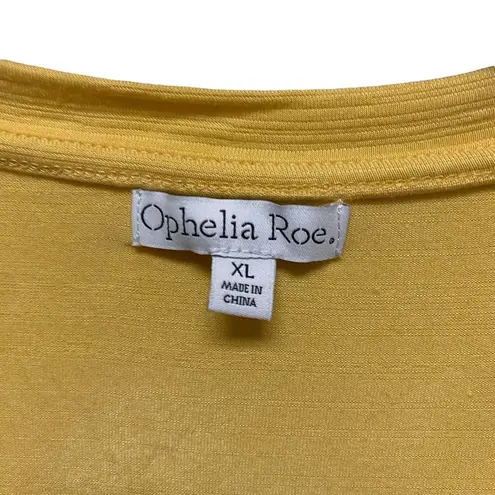 Ophelia Roe.
XL
MADE IN
CHINA